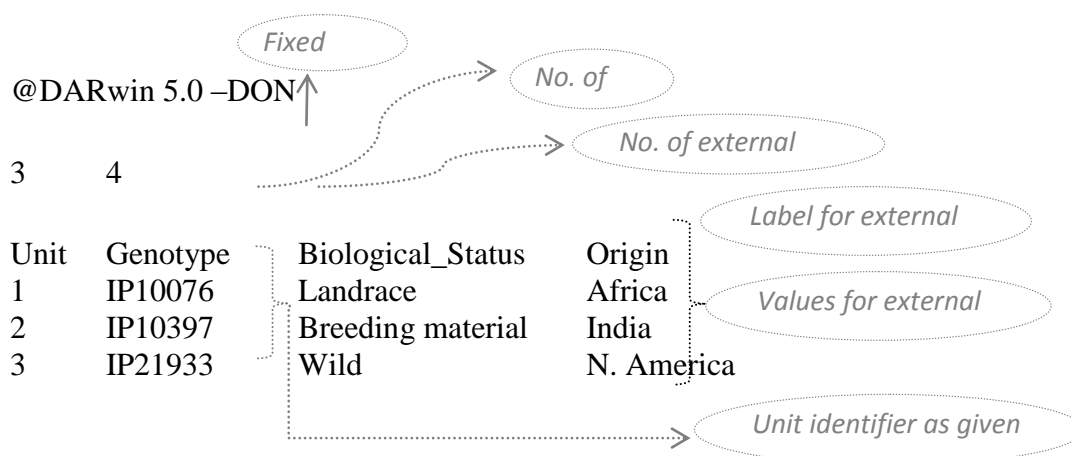 Fixed
No. of
@DARwin 5.0 –DON
No. of external
3 4
Label for external
Unit Genotype Biological_Status Origin
1 IP10076 Landrace Africa
Values for external
2 IP10397 Breeding material India
3 IP21933 Wild N. America
Unit identifier as given